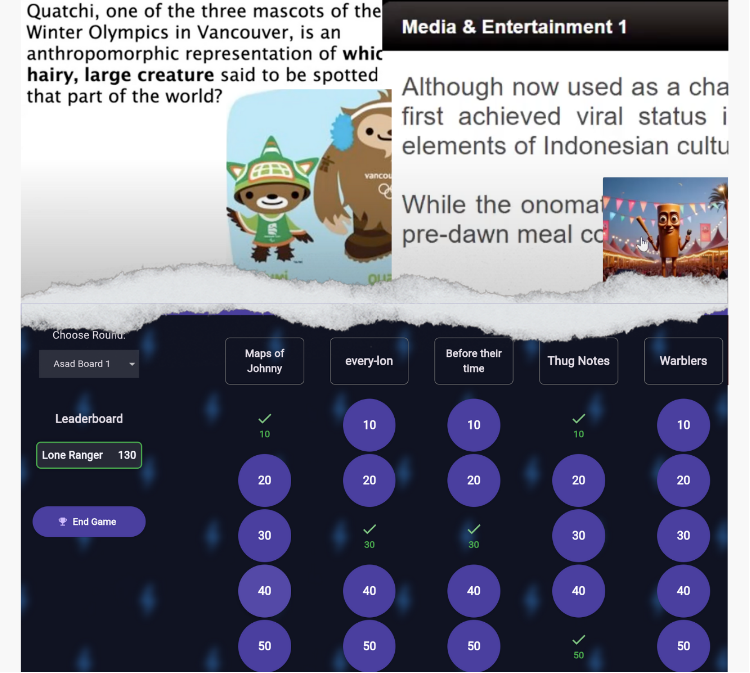 Quatchi, one of the three mascots of the
Winter Olympics in Vancouver, is an
anthropomorphic representation of whic
hairy, large creature said to be spotted
that part of the world?
vancou
Media & Entertainment 1
Although now used as a cha
first achieved viral status i
elements of Indonesian cultu
While the onomat
pre-dawn meal co
Choose Round:
Asad Board 1
Leaderboard
Lone Ranger 130
End Game
Maps of
Johnny
every-lon
Before their
time
Thug Notes
Warblers
10 10 10 10 10
20 20 20 20 20
30 30 30 30 30
40 40 40 40 40
50 50 50 50 50